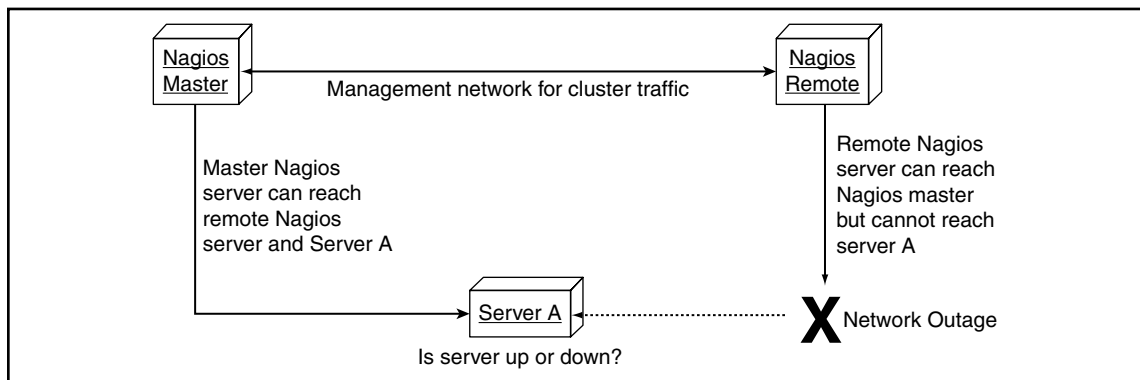 Nagios
Master
Nagios
Remote
Management network for cluster traffic
Master Nagios
server can reach
remote Nagios
server and Server A
Remote Nagios
server can reach
Nagios master
but cannot reach
server A
Server A
X
Network Outage
Is server up or down?